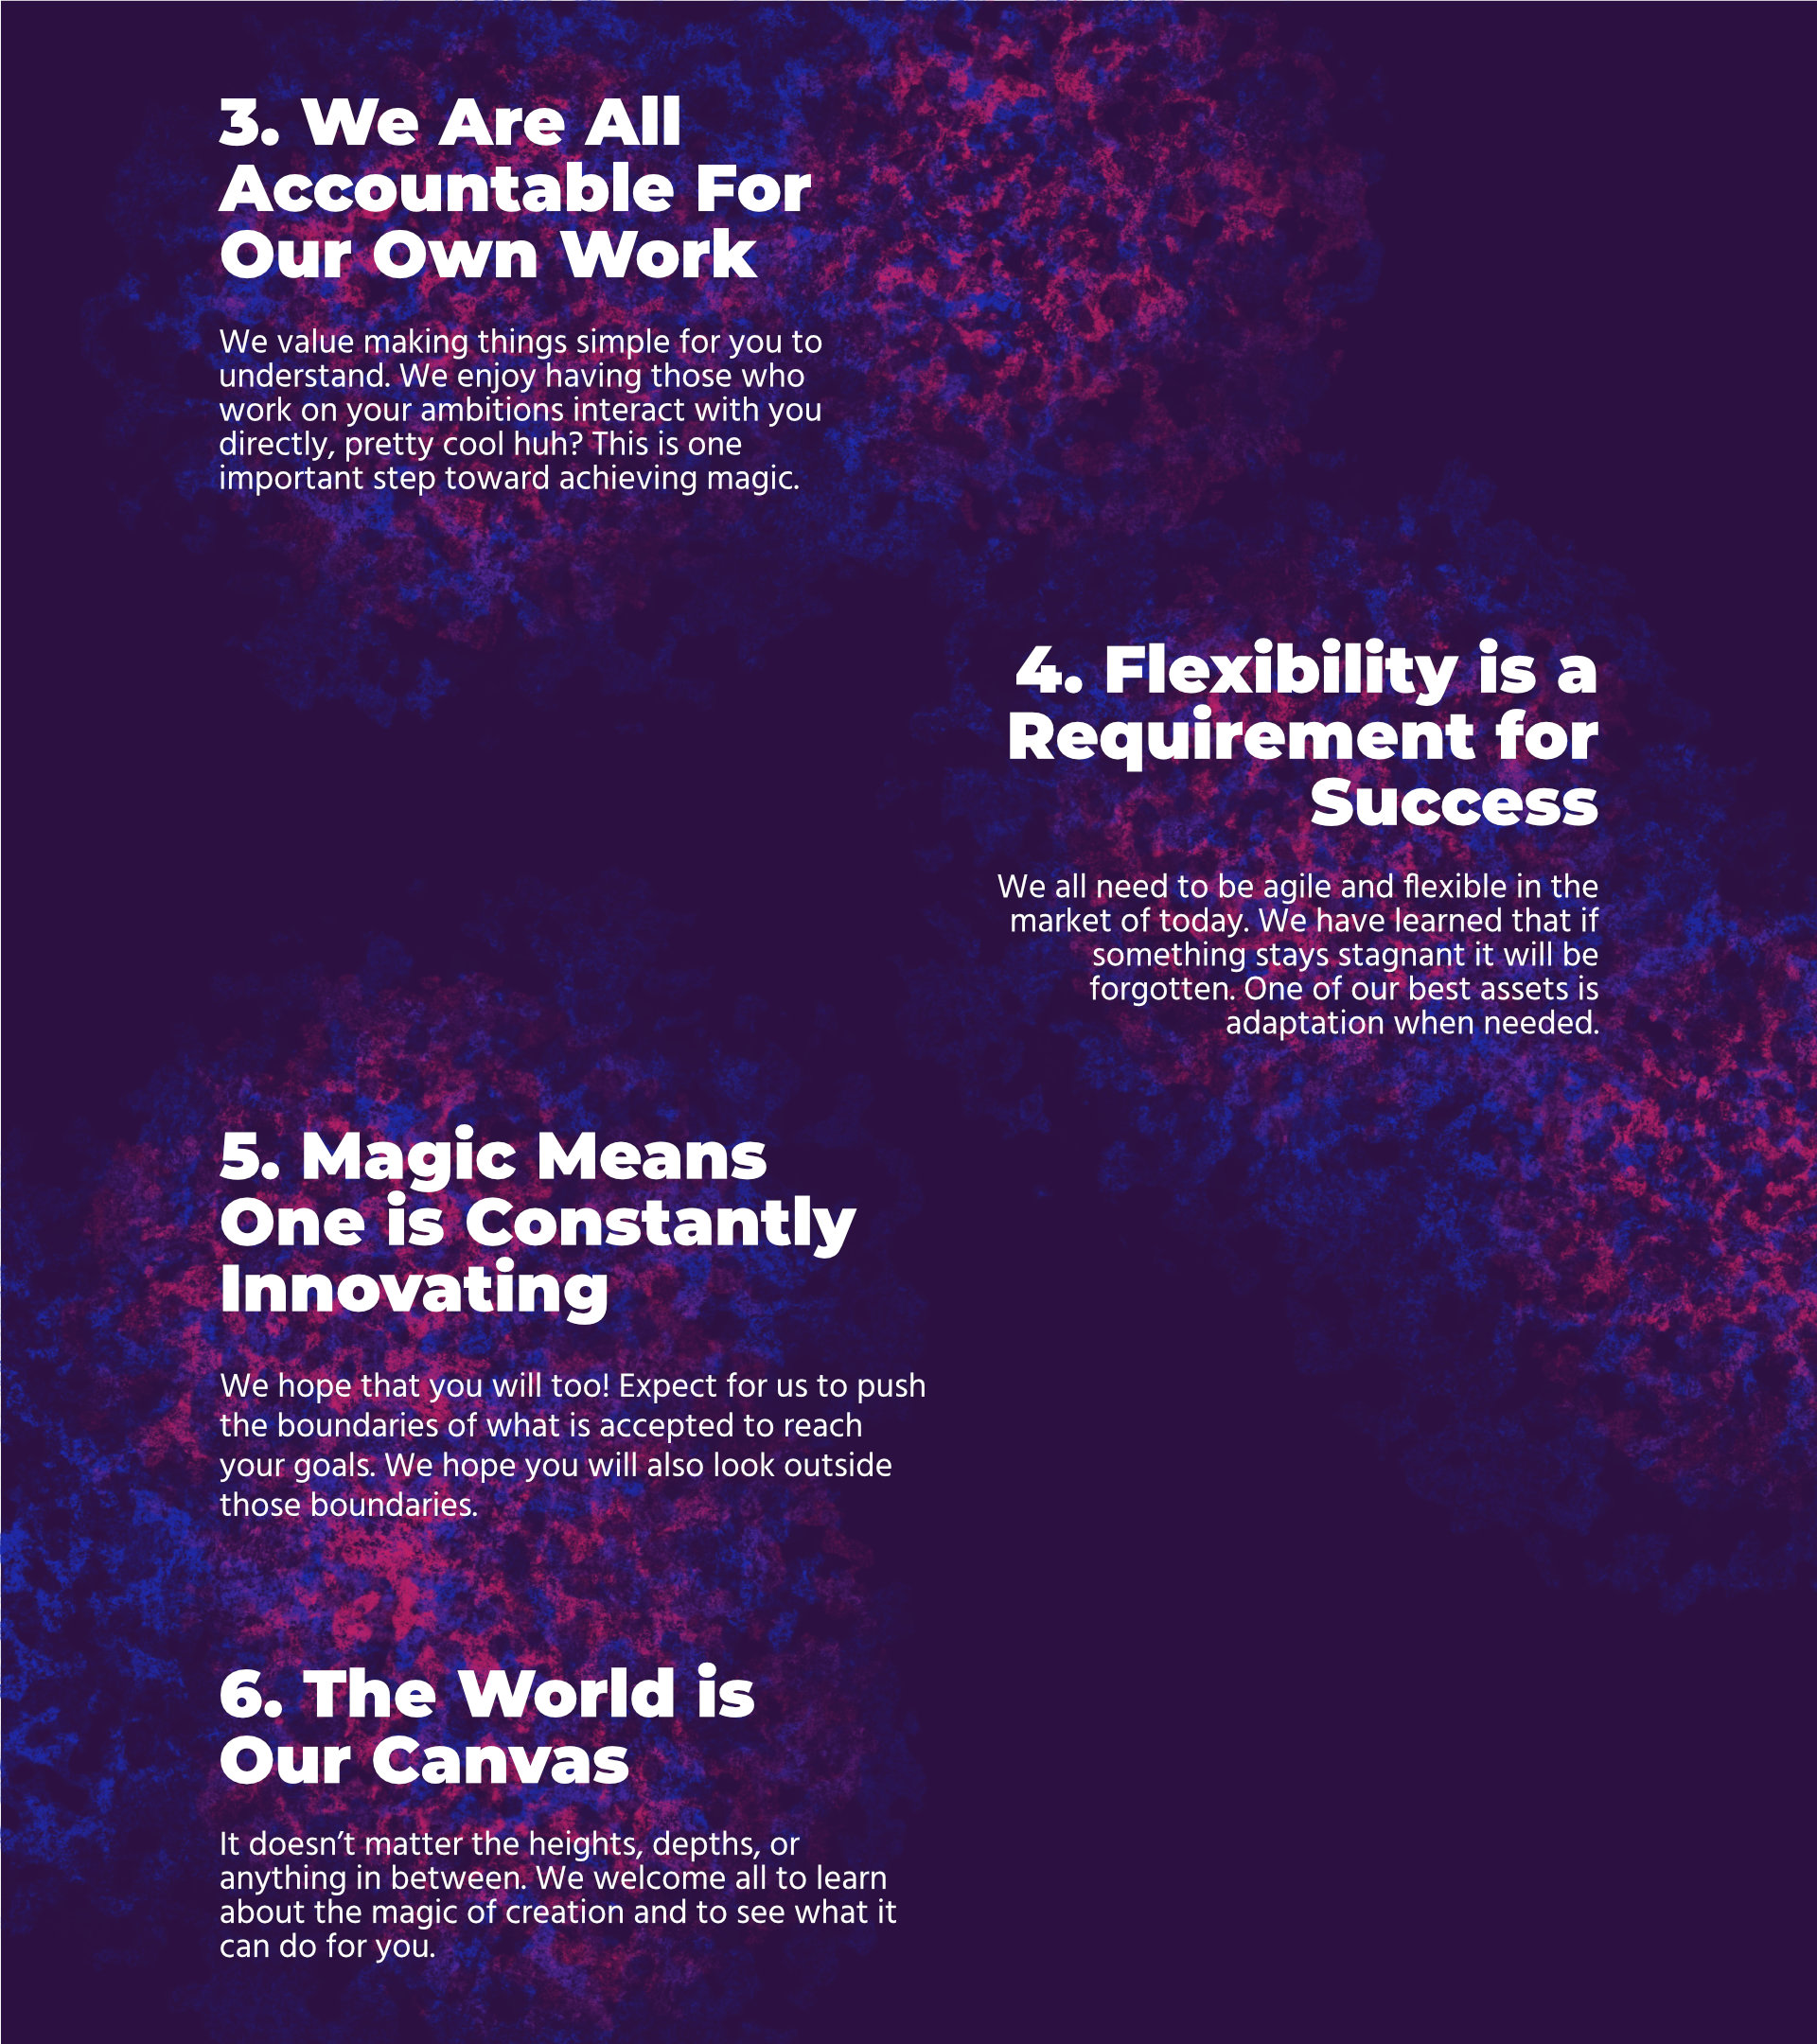 3. We Are All
Accountable For
Our Own Work
We value making things simple for you to
understand. We enjoy having those who
work on your ambitions interact with you
directly, pretty cool huh? This is one
important step toward achieving magic.
4. Flexibility is a
Requirement for
Success
We all need to be agile and flexible in the
market of today. We have learned that if
something stays stagnant it will be
forgotten. One of our best assets is
adaptation when needed.
5. Magic Means
One is Constantly
Innovating
We hope that you will too! Expect for us to push
the boundaries of what is accepted to reach
your goals. We hope you will also look outside
those boundaries.
6. The World is
Our Canvas
It doesn’t matter the heights, depths, or
anything in between. We welcome all to learn
about the magic of creation and to see what it
can do for you.